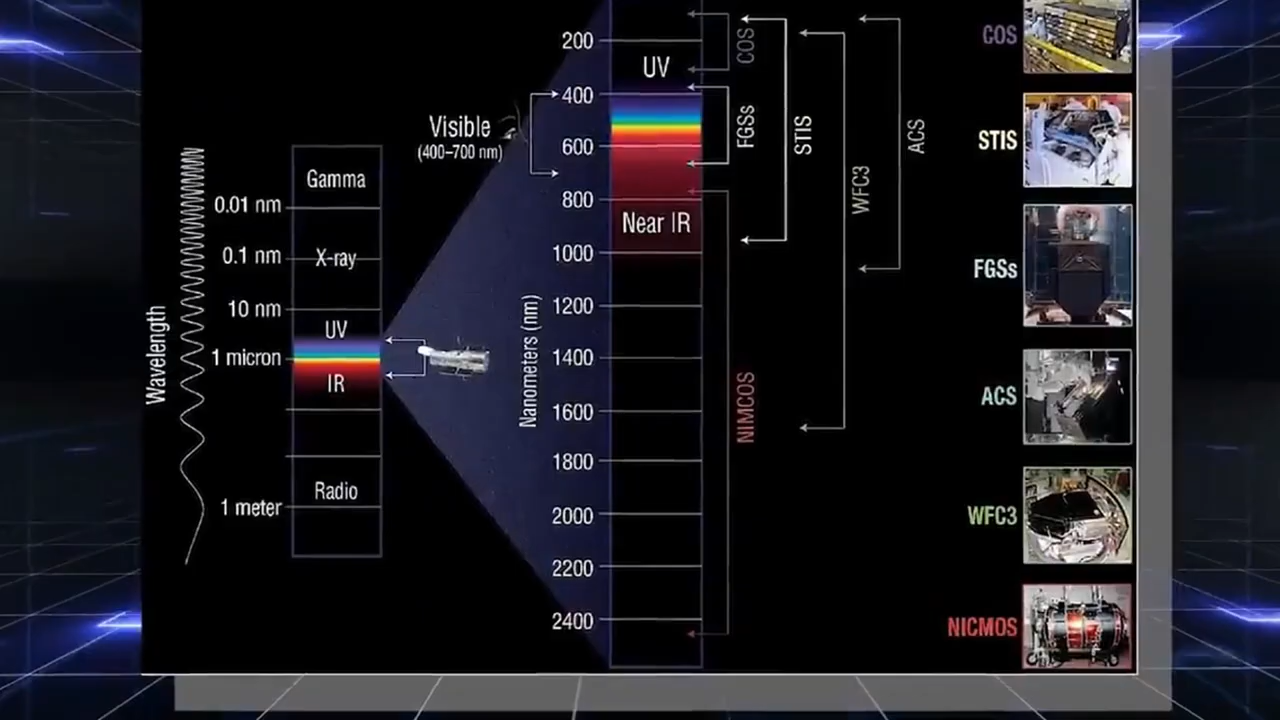 Wavelength
Gamma
0.01 nm
0.1 nm
X-ray
10 nm
UV
1 micron
IR
Radio
1 meter
Visible
(400–700 nm)
Nanometers (nm)
200
UV
400
600
800
Near IR
1000
1200
1400
1600
1800
2000
2200
2400
COS
FGSs
STIS
WFC3
ACS
NIMCOS
COS
STIS
FGSs
ACS
WFC3
NICMOS